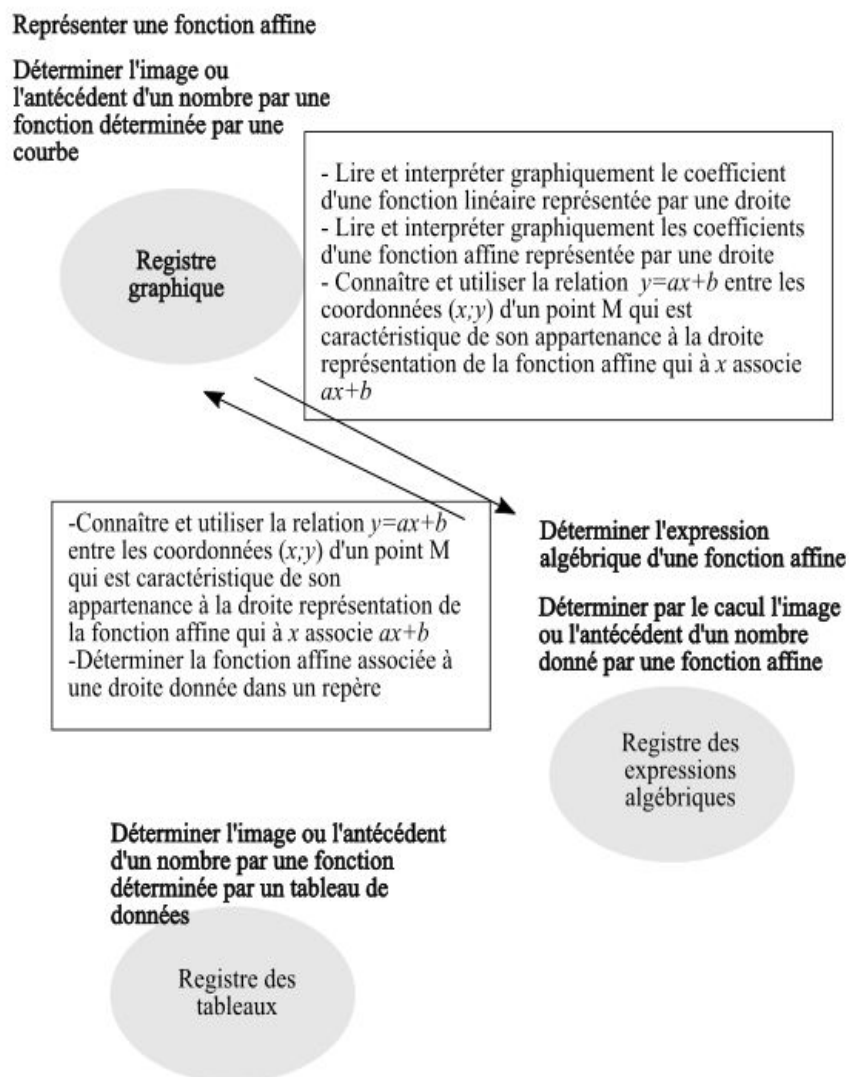 Représenter une fonction affine
Déterminer l'image ou
l'antécédent d'un nombre par une
fonction déterminée par une
courbe
Registre
graphique
- Lire et interpréter graphiquement le coefficient
d'une fonction linéaire représentée par une droite
- Lire et interpréter graphiquement les coefficients
d'une fonction affine représentée par une droite
- Connaître et utiliser la relation y=ax+b entre les
coordonnées (x;y) d'un point M qui est
caractéristique de son appartenance à la droite
représentation de la fonction affine qui à x associe
ax+b
-Connaître et utiliser la relation y=ax+b
entre les coordonnées (x;y) d'un point M
qui est caractéristique de son
appartenance à la droite représentation de
la fonction affine qui à x associe ax+b
-Déterminer la fonction affine associée à
une droite donnée dans un repère
Déterminer l'expression
algébrique d'une fonction affine
Déterminer par le cacul l'image
ou l'antécédent d'un nombre
donné par une fonction affine
Registre des
expressions
algébriques
Déterminer l'image ou l'antécédent
d'un nombre par une fonction
déterminée par un tableau de
données
Registre des
tableaux